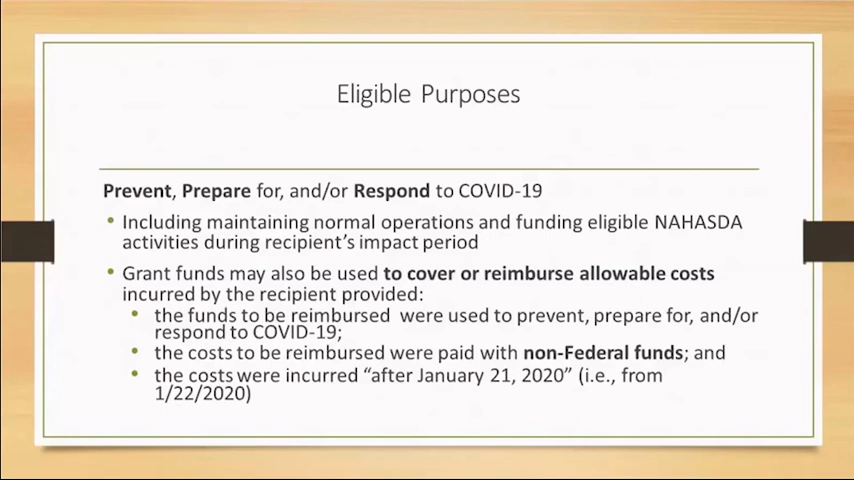 Eligible Purposes
Prevent, Prepare for, and/or Respond to COVID-19
• Including maintaining normal operations and funding eligible NAHASDA
activities during recipient's impact period
• Grant funds may also be used to cover or reimburse allowable costs
incurred by the recipient provided:
• the funds to be reimbursed were used to prevent, prepare for, and/or
respond to COVID-19;
• the costs to be reimbursed were paid with non-Federal funds; and
• the costs were incurred “after January 21, 2020” (i.e., from
1/22/2020)